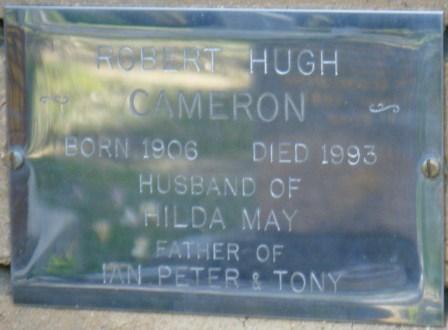 ROBERT HUGH
CAMERON
BORN 1906 DIED 1993
HUSBAND OF
HILDA MAY
FATHER OF
IAN, PETER & TONY